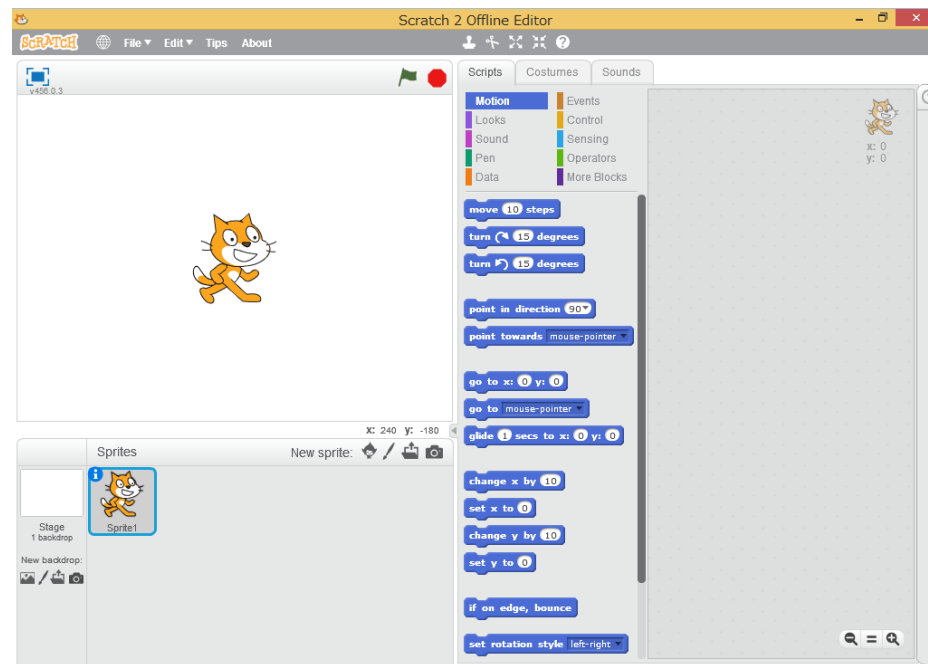 Scratch 2 Offline Editor
SCRATCH File Edit Tips About
v456.0.3
Scripts Costumes Sounds
Motion Events
Looks Control
Sound Sensing
Pen Operators
Data More Blocks
x: 0
y: 0
move 10 steps
turn 15 degrees
turn 15 degrees
point in direction 90
point towards mouse-pointer
go to x: 0 y: 0
go to mouse-pointer
glide 1 secs to x: 0 y: 0
change x by 10
set x to 0
change y by 10
set y to 0
if on edge, bounce
set rotation style left-right
x: 240 y: -180
Sprites New sprite:
Sprite1
Stage
1 backdrop
New backdrop: